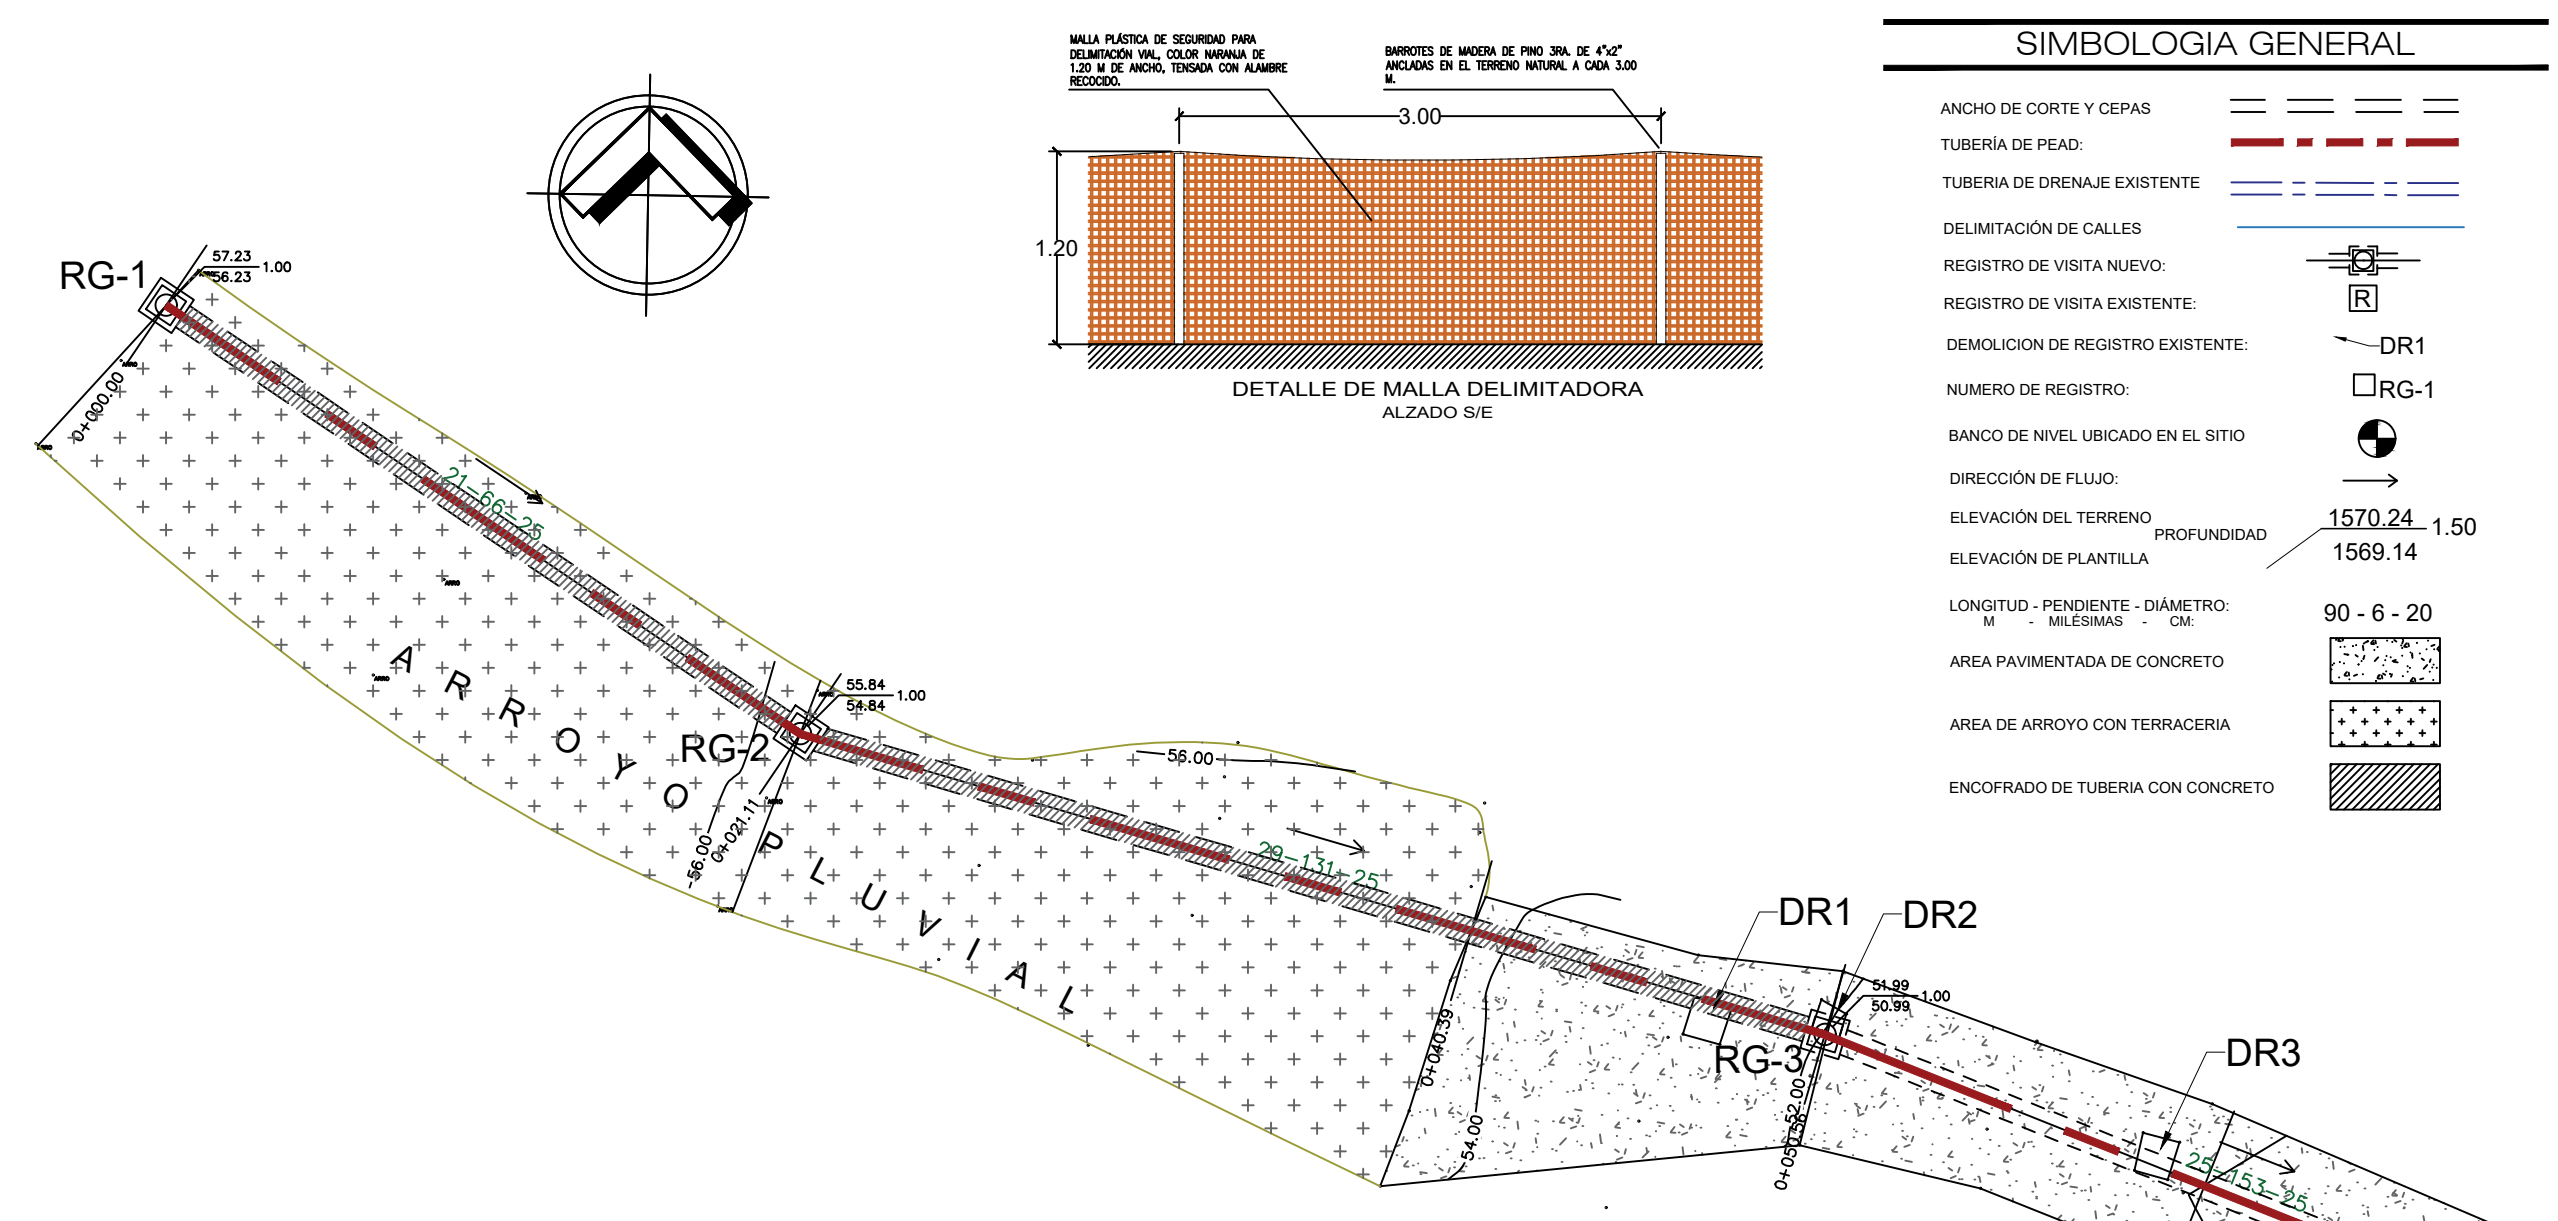 MALLA PLÁSTICA DE SEGURIDAD PARA
DELIMITACIÓN VIAL, COLOR NARANJA DE
1.20 M DE ANCHO, TENSADA CON ALAMBRE
RECOCIDO.
BARROTES DE MADERA DE PINO 3RA. DE 4"x2"
ANCLADAS EN EL TERRENO NATURAL A CADA 3.00
M.
3.00
1.20
DETALLE DE MALLA DELIMITADORA
ALZADO S/E
SIMBOLOGIA GENERAL
ANCHO DE CORTE Y CEPAS
TUBERÍA DE PEAD:
TUBERIA DE DRENAJE EXISTENTE
DELIMITACIÓN DE CALLES
REGISTRO DE VISITA NUEVO:
REGISTRO DE VISITA EXISTENTE:
R
DEMOLICION DE REGISTRO EXISTENTE:
DR1
NUMERO DE REGISTRO:
RG-1
BANCO DE NIVEL UBICADO EN EL SITIO
DIRECCIÓN DE FLUJO:
ELEVACIÓN DEL TERRENO
PROFUNDIDAD
ELEVACIÓN DE PLANTILLA
1570.24
1.50
1569.14
LONGITUD - PENDIENTE - DIÁMETRO:
M - MILÉSIMAS - CM:
90 - 6 - 20
AREA PAVIMENTADA DE CONCRETO
AREA DE ARROYO CON TERRACERIA
ENCOFRADO DE TUBERIA CON CONCRETO
RG-1
57.23
56.23
1.00
0+000.00
21-66-25
ARROYO PLUVIAL
RG-2
55.84
54.84
1.00
56.00
0+021.11
56.00
29-131-25
0+040.39
54.00
DR1
DR2
51.99
50.99
1.00
RG-3
52.00
0+050.56
DR3
25-153-25